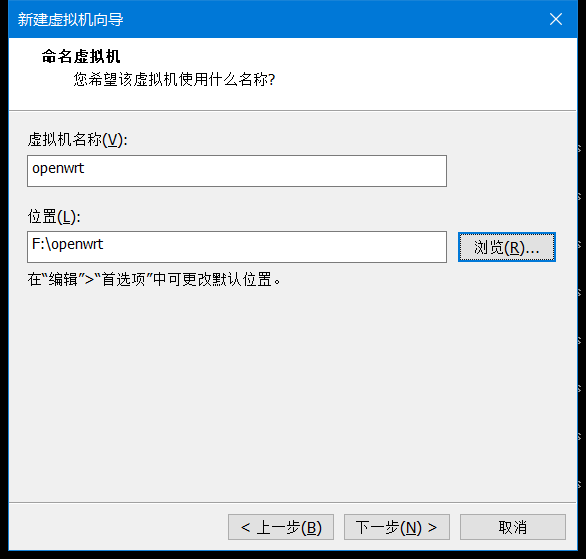 新建虚拟机向导
命名虚拟机
您希望该虚拟机使用什么名称?
虚拟机名称(V):
openwrt
位置(L):
F:\openwrt
浏览(R)...
在“编辑”>“首选项”中可更改默认位置。
< 上一步(B)
下一步(N) >
取消